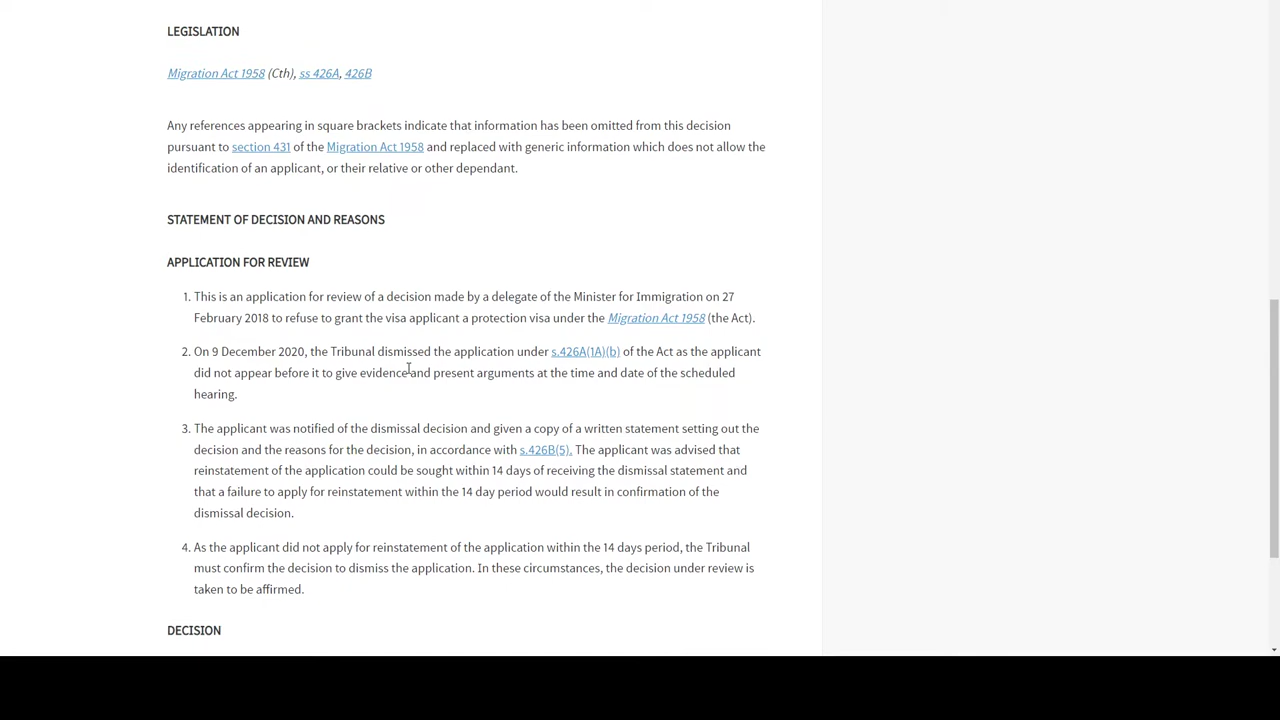 LEGISLATION
Migration Act 1958 (Cth), ss 426A, 426B
Any references appearing in square brackets indicate that information has been omitted from this decision
pursuant to section 431 of the Migration Act 1958 and replaced with generic information which does not allow the
identification of an applicant, or their relative or other dependant.
STATEMENT OF DECISION AND REASONS
APPLICATION FOR REVIEW
1. This is an application for review of a decision made by a delegate of the Minister for Immigration on 27
February 2018 to refuse to grant the visa applicant a protection visa under the Migration Act 1958 (the Act).
2. On 9 December 2020, the Tribunal dismissed the application under s.426A(1A)(b) of the Act as the applicant
did not appear before it to give evidence and present arguments at the time and date of the scheduled
hearing.
3. The applicant was notified of the dismissal decision and given a copy of a written statement setting out the
decision and the reasons for the decision, in accordance with s.426B(5). The applicant was advised that
reinstatement of the application could be sought within 14 days of receiving the dismissal statement and
that a failure to apply for reinstatement within the 14 day period would result in confirmation of the
dismissal decision.
4. As the applicant did not apply for reinstatement of the application within the 14 days period, the Tribunal
must confirm the decision to dismiss the application. In these circumstances, the decision under review is
taken to be affirmed.
DECISION